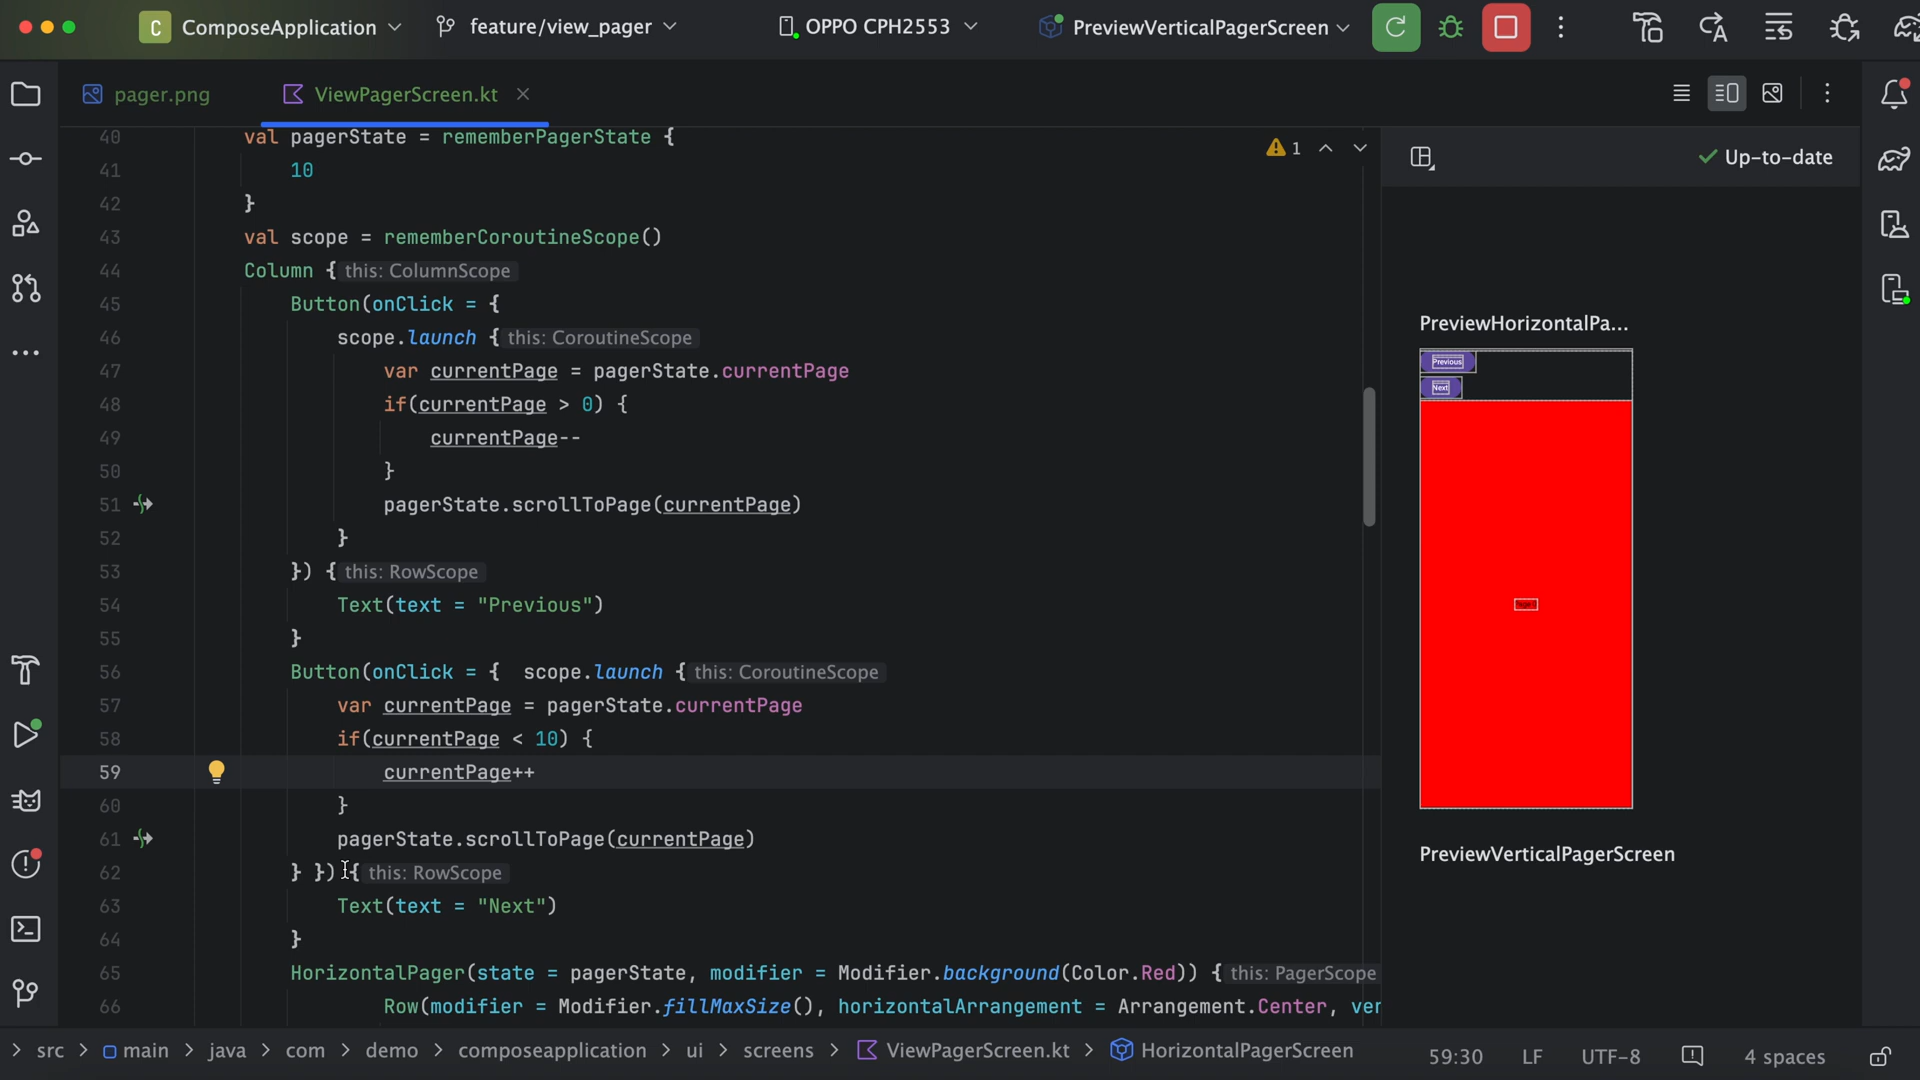 C ComposeApplication
feature/view_pager
OPPO CPH2553
PreviewVerticalPagerScreen
pager.png
ViewPagerScreen.kt
1
Up-to-date
40 val pagerState = rememberPagerState {
41 10
42 }
43 val scope = rememberCoroutineScope()
44 Column { this: ColumnScope
45 Button(onClick = {
46 scope.launch { this: CoroutineScope
47 var currentPage = pagerState.currentPage
48 if(currentPage > 0) {
49 currentPage--
50 }
51 pagerState.scrollToPage(currentPage)
52 }
53 }) { this: RowScope
54 Text(text = "Previous")
55 }
56 Button(onClick = {  scope.launch { this: CoroutineScope
57 var currentPage = pagerState.currentPage
58 if(currentPage < 10) {
59 currentPage++
60 }
61 pagerState.scrollToPage(currentPage)
62 } }) { this: RowScope
63 Text(text = "Next")
64 }
65 HorizontalPager(state = pagerState, modifier = Modifier.background(Color.Red)) { this: PagerScope
66 Row(modifier = Modifier.fillMaxSize(), horizontalArrangement = Arrangement.Center, ver
PreviewHorizontalPa...
Previous
Next
PreviewVerticalPagerScreen
> src > main > java > com > demo > composeapplication > ui > screens > ViewPagerScreen.kt > HorizontalPagerScreen
59:30 LF UTF-8 4 spaces